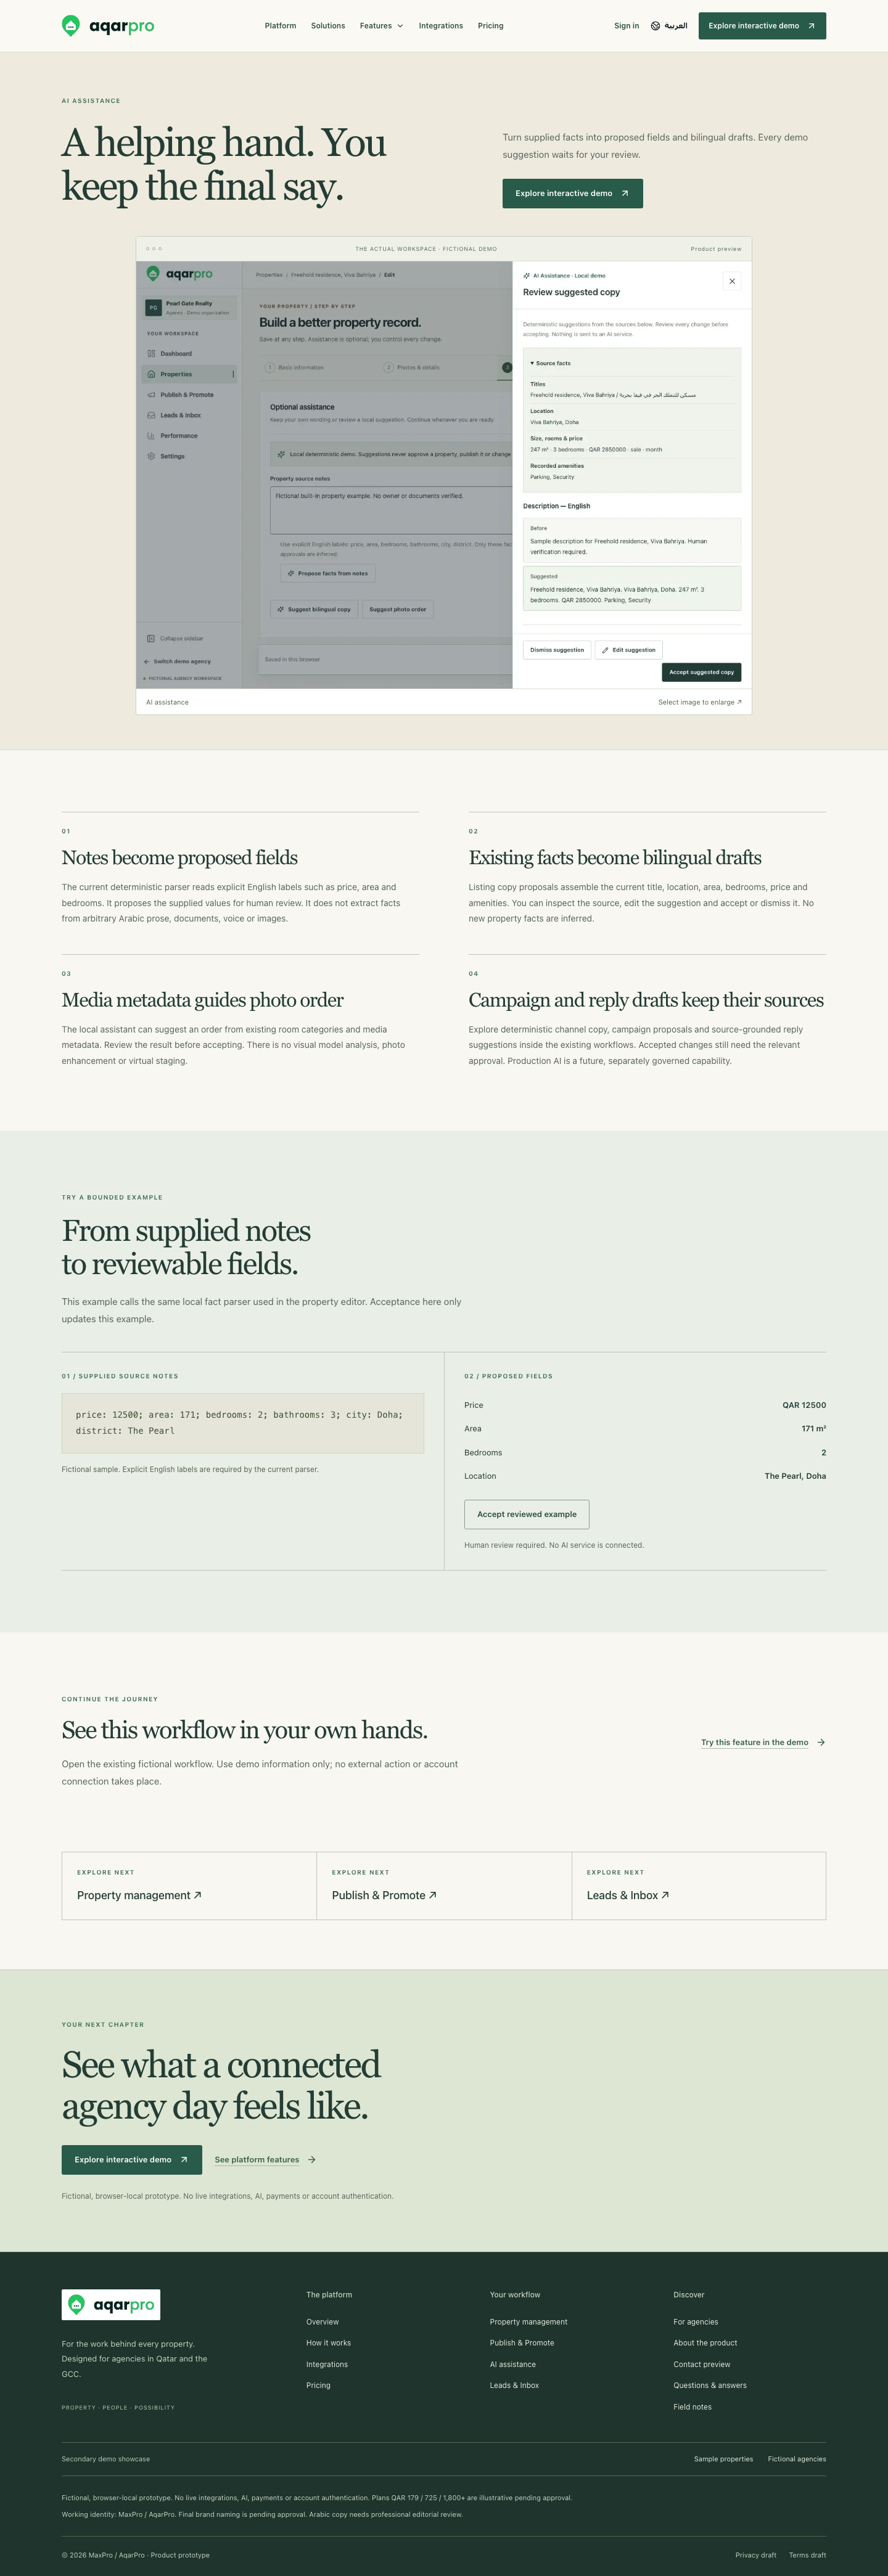 aqarpro
Platform
Solutions
Features
Integrations
Pricing
Sign in
العربية
Explore interactive demo
AI ASSISTANCE
A helping hand. You
keep the final say.
Turn supplied facts into proposed fields and bilingual drafts. Every demo
suggestion waits for your review.
Explore interactive demo
THE ACTUAL WORKSPACE · FICTIONAL DEMO
Product preview
aqarpro
PG
Pearl Gate Realty
Agency · Demo organisation
YOUR WORKSPACE
Dashboard
Properties
Publish & Promote
Leads & Inbox
Performance
Settings
Collapse sidebar
Switch demo agency
FICTIONAL AGENCY WORKSPACE
Properties / Freehold residence, Viva Bahriya / Edit
YOUR PROPERTY / STEP BY STEP
Build a better property record.
Save at any step. Assistance is optional; you control every change.
1 Basic information
2 Photos & details
3
Optional assistance
Keep your own wording or review a local suggestion. Continue whenever you are ready.
Local deterministic demo. Suggestions never approve a property, publish it or change
Property source notes
Fictional built-in property example. No owner or documents verified.
Use explicit English labels: price, area, bedrooms, bathrooms, city, district. Only these fac
approvals are inferred.
Propose facts from notes
Suggest bilingual copy
Suggest photo order
Saved in this browser
AI Assistance · Local demo
Review suggested copy
Deterministic suggestions from the sources below. Review every change before
accepting. Nothing is sent to an AI service.
▼ Source facts
Titles
Freehold residence, Viva Bahriya / مسكن للتملك الحر في فيفا بحرية
Location
Viva Bahriya, Doha
Size, rooms & price
247 m² · 3 bedrooms · QAR 2650000 · sale · month
Recorded amenities
Parking, Security
Description — English
Before
Sample description for Freehold residence, Viva Bahriya. Human
verification required.
Suggested
Freehold residence, Viva Bahriya. Viva Bahriya, Doha. 247 m². 3
bedrooms. QAR 2850000. Parking, Security
Dismiss suggestion
Edit suggestion
Accept suggested copy
AI assistance
Select image to enlarge ↗
01
Notes become proposed fields
The current deterministic parser reads explicit English labels such as price, area and
bedrooms. It proposes the supplied values for human review. It does not extract facts
from arbitrary Arabic prose, documents, voice or images.
02
Existing facts become bilingual drafts
Listing copy proposals assemble the current title, location, area, bedrooms, price and
amenities. You can inspect the source, edit the suggestion and accept or dismiss it. No
new property facts are inferred.
03
Media metadata guides photo order
The local assistant can suggest an order from existing room categories and media
metadata. Review the result before accepting. There is no visual model analysis, photo
enhancement or virtual staging.
04
Campaign and reply drafts keep their sources
Explore deterministic channel copy, campaign proposals and source-grounded reply
suggestions inside the existing workflows. Accepted changes still need the relevant
approval. Production AI is a future, separately governed capability.
TRY A BOUNDED EXAMPLE
From supplied notes
to reviewable fields.
This example calls the same local fact parser used in the property editor. Acceptance here only
updates this example.
01 / SUPPLIED SOURCE NOTES
price: 12500; area: 171; bedrooms: 2; bathrooms: 3; city: Doha;
district: The Pearl
Fictional sample. Explicit English labels are required by the current parser.
02 / PROPOSED FIELDS
Price QAR 12500
Area 171 m²
Bedrooms 2
Location The Pearl, Doha
Accept reviewed example
Human review required. No AI service is connected.
CONTINUE THE JOURNEY
See this workflow in your own hands.
Open the existing fictional workflow. Use demo information only; no external action or account
connection takes place.
Try this feature in the demo →
EXPLORE NEXT
Property management ↗
EXPLORE NEXT
Publish & Promote ↗
EXPLORE NEXT
Leads & Inbox ↗
YOUR NEXT CHAPTER
See what a connected
agency day feels like.
Explore interactive demo
See platform features →
Fictional, browser-local prototype. No live integrations, AI, payments or account authentication.
aqarpro
For the work behind every property.
Designed for agencies in Qatar and the
GCC.
PROPERTY · PEOPLE · POSSIBILITY
The platform
Overview
How it works
Integrations
Pricing
Your workflow
Property management
Publish & Promote
AI assistance
Leads & Inbox
Discover
For agencies
About the product
Contact preview
Questions & answers
Field notes
Secondary demo showcase
Sample properties
Fictional agencies
Fictional, browser-local prototype. No live integrations, AI, payments or account authentication. Plans QAR 179 / 725 / 1,800+ are illustrative pending approval.
Working identity: MaxPro / AqarPro. Final brand naming is pending approval. Arabic copy needs professional editorial review.
© 2026 MaxPro / AqarPro · Product prototype
Privacy draft
Terms draft